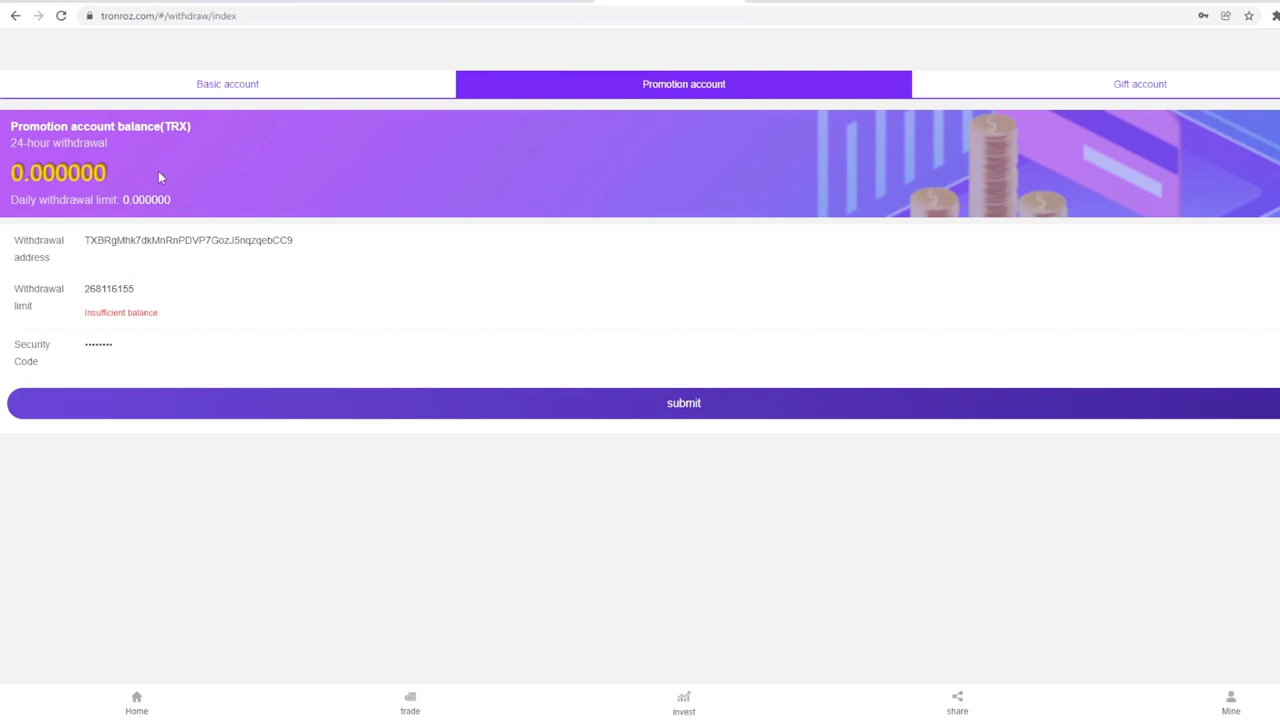 tronroz.com/#/withdraw/index
Basic account
Promotion account
Gift account
Promotion account balance(TRX)
24-hour withdrawal
0.000000
Daily withdrawal limit: 0.000000
Withdrawal address
TXBRgMhk7dkMnRnPDVP7GozJ5nqzqebCC9
Withdrawal limit
268116155
Insufficient balance
Security Code
••••••••
submit
Home
trade
invest
share
Mine